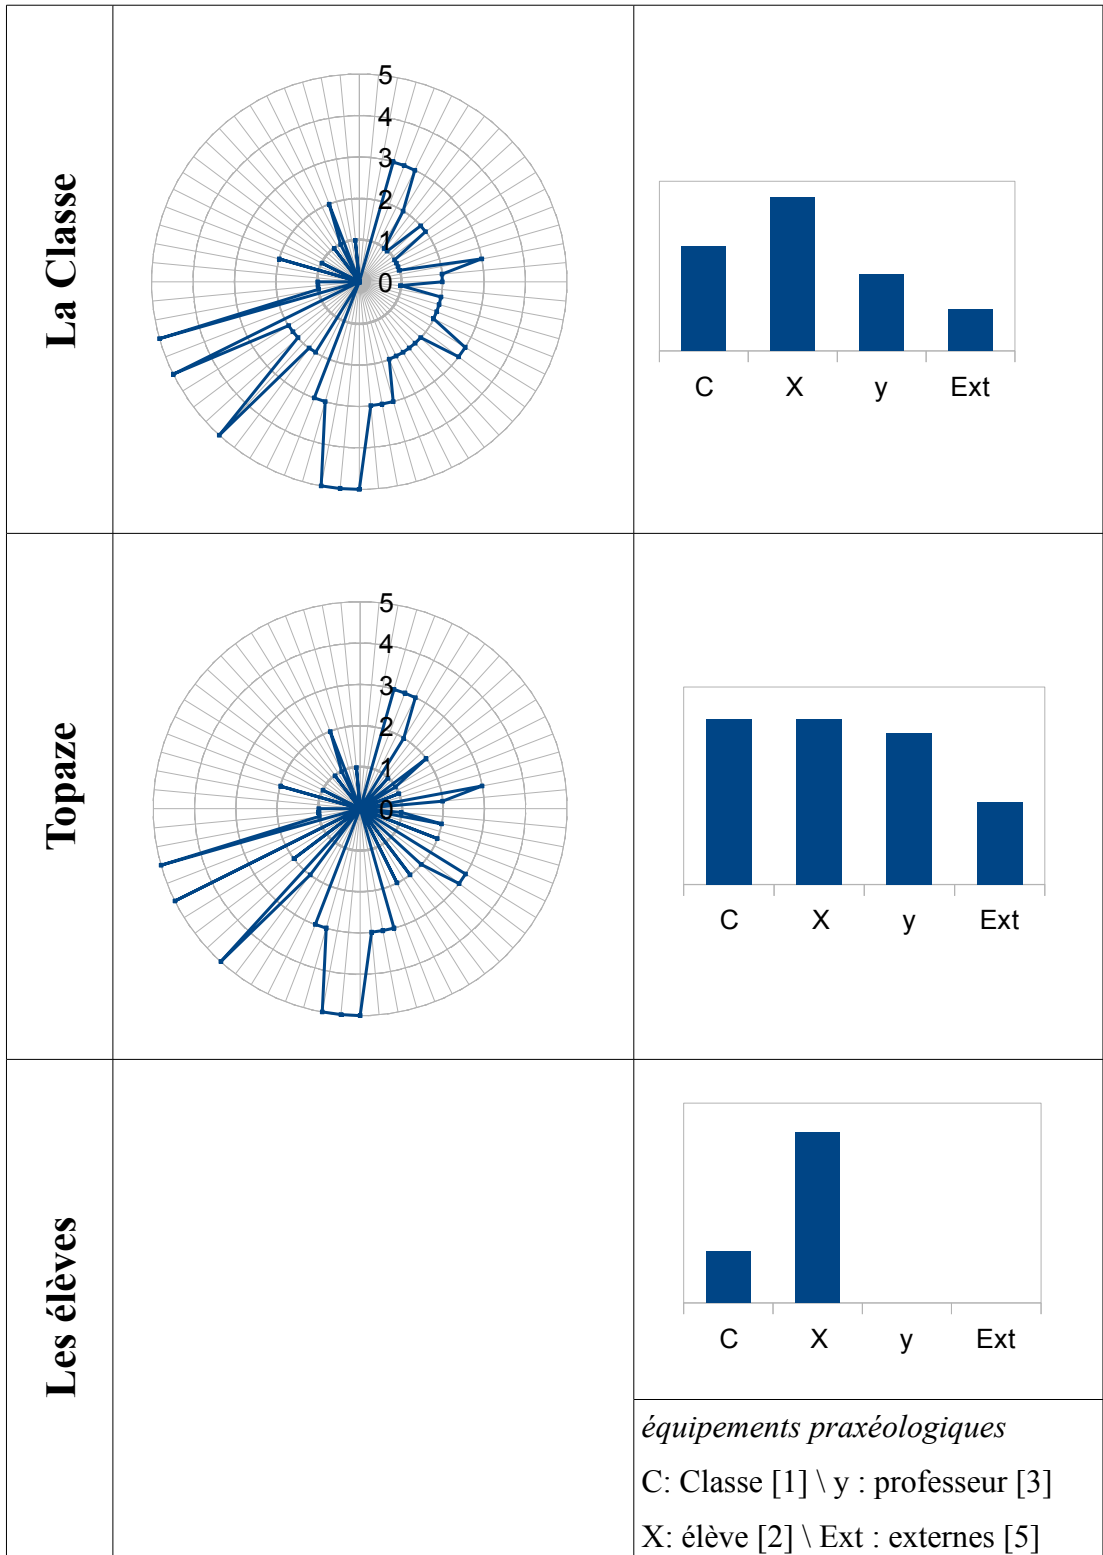 La Classe
5
4
3
2
1
0
C X y Ext
Topaze
5
4
3
2
1
0
C X y Ext
Les élèves
C X y Ext
équipements praxéologiques
C: Classe [1] \ y : professeur [3]
X: élève [2] \ Ext : externes [5]